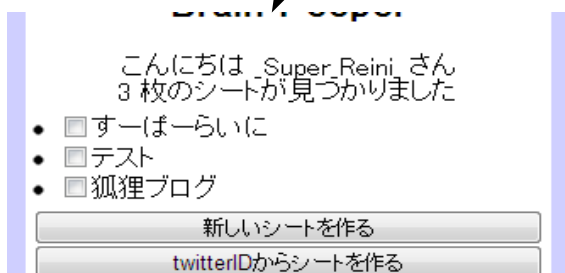 こんにちは _Super_Reini_ さん
3 枚のシートが見つかりました
すーぱーらいに
テスト
狐狸ブログ
新しいシートを作る
twitterIDからシートを作る